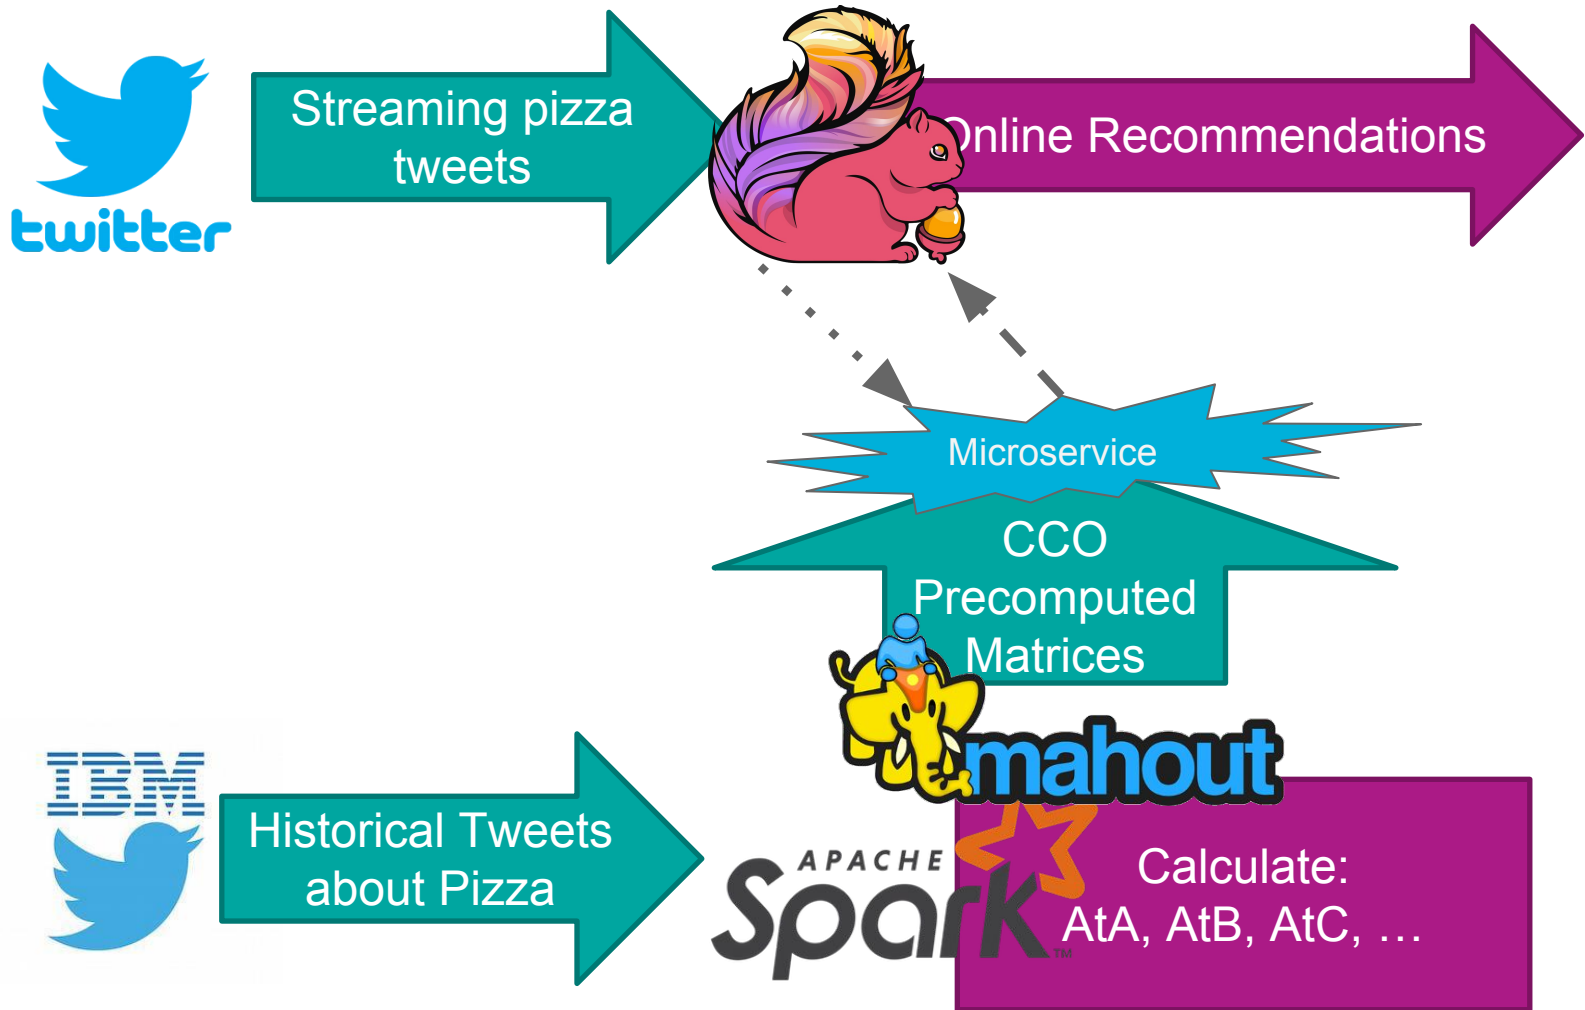 Streaming pizza
tweets
Online Recommendations
twitter
Microservice
CCO
Precomputed
Matrices
mahout
IBM
Historical Tweets
about Pizza
APACHE
Spark
TM
Calculate:
AtA, AtB, AtC, …